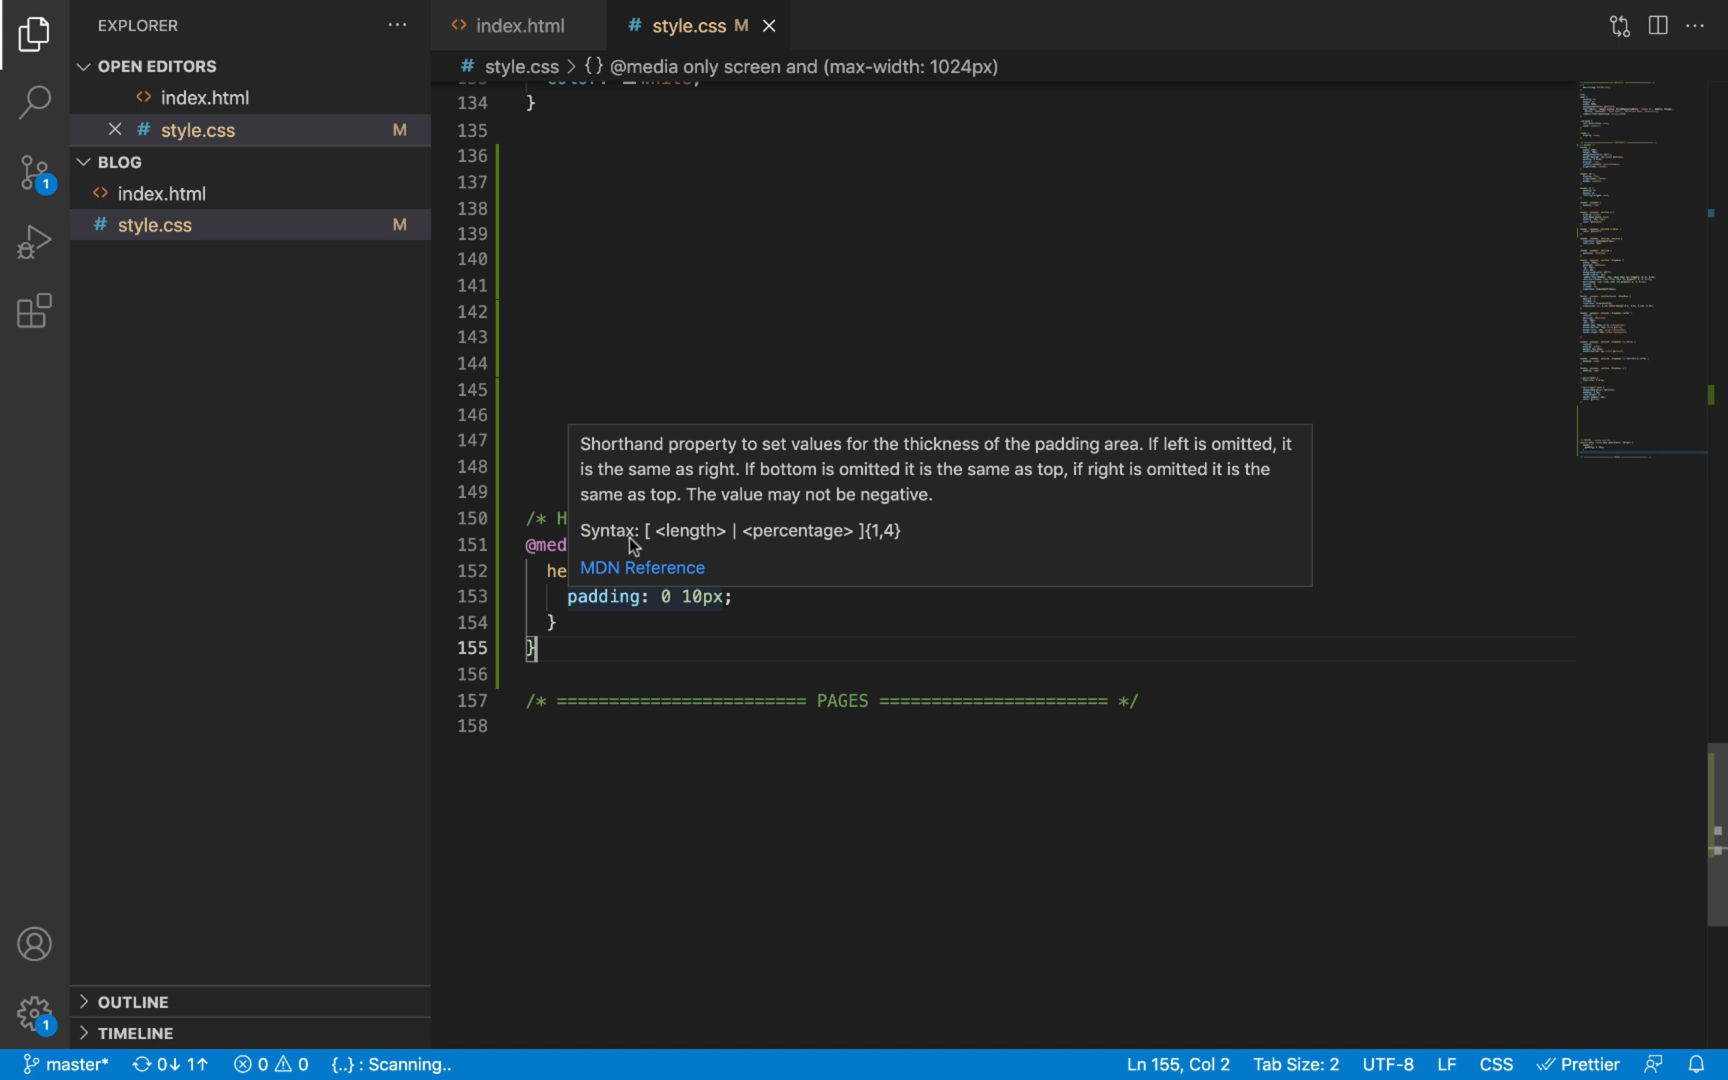 EXPLORER
index.html
# style.css M
OPEN EDITORS
index.html
# style.css M
BLOG
index.html
# style.css M
# style.css > {} @media only screen and (max-width: 1024px)
134 }
135
136
137
138
139
140
141
142
143
144
145
146
147
148
149
150 /* H
151 @med
152 he
153 padding: 0 10px;
154 }
155 }
156
157 /* ======================== PAGES ====================== */
158
Shorthand property to set values for the thickness of the padding area. If left is omitted, it
is the same as right. If bottom is omitted it is the same as top, if right is omitted it is the
same as top. The value may not be negative.
Syntax: [ <length> | <percentage> ]{1,4}
MDN Reference
1
OUTLINE
TIMELINE
1
master* 0↓ 1↑ 0 0 {..} : Scanning.. Ln 155, Col 2 Tab Size: 2 UTF-8 LF CSS Prettier